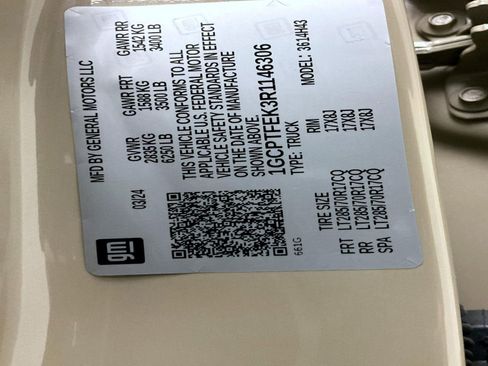 gm
MFD BY GENERAL MOTORS LLC
03/24 GVWR GAWR FRT GAWR RR
2835 KG 1588 KG 1542 KG
6250 LB 3500 LB 3400 LB
THIS VEHICLE CONFORMS TO ALL
APPLICABLE U.S. FEDERAL MOTOR
VEHICLE SAFETY STANDARDS IN EFFECT
ON THE DATE OF MANUFACTURE
SHOWN ABOVE.
1GCPTFEK3R1146306
TYPE: TRUCK MODEL: 3614H43
661G
TIRE SIZE RIM
FRT LT285/70R17CQ 17X8J
RR LT285/70R17CQ 17X8J
SPA LT285/70R17CQ 17X8J